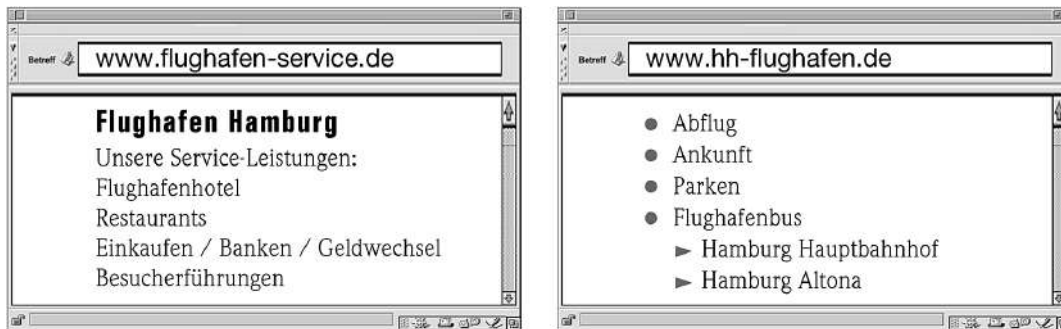 Betreff www.flughafen-service.de
Flughafen Hamburg
Unsere Service-Leistungen:
Flughafenhotel
Restaurants
Einkaufen / Banken / Geldwechsel
Besucherführungen
Betreff www.hh-flughafen.de
● Abflug
● Ankunft
● Parken
● Flughafenbus
► Hamburg Hauptbahnhof
► Hamburg Altona